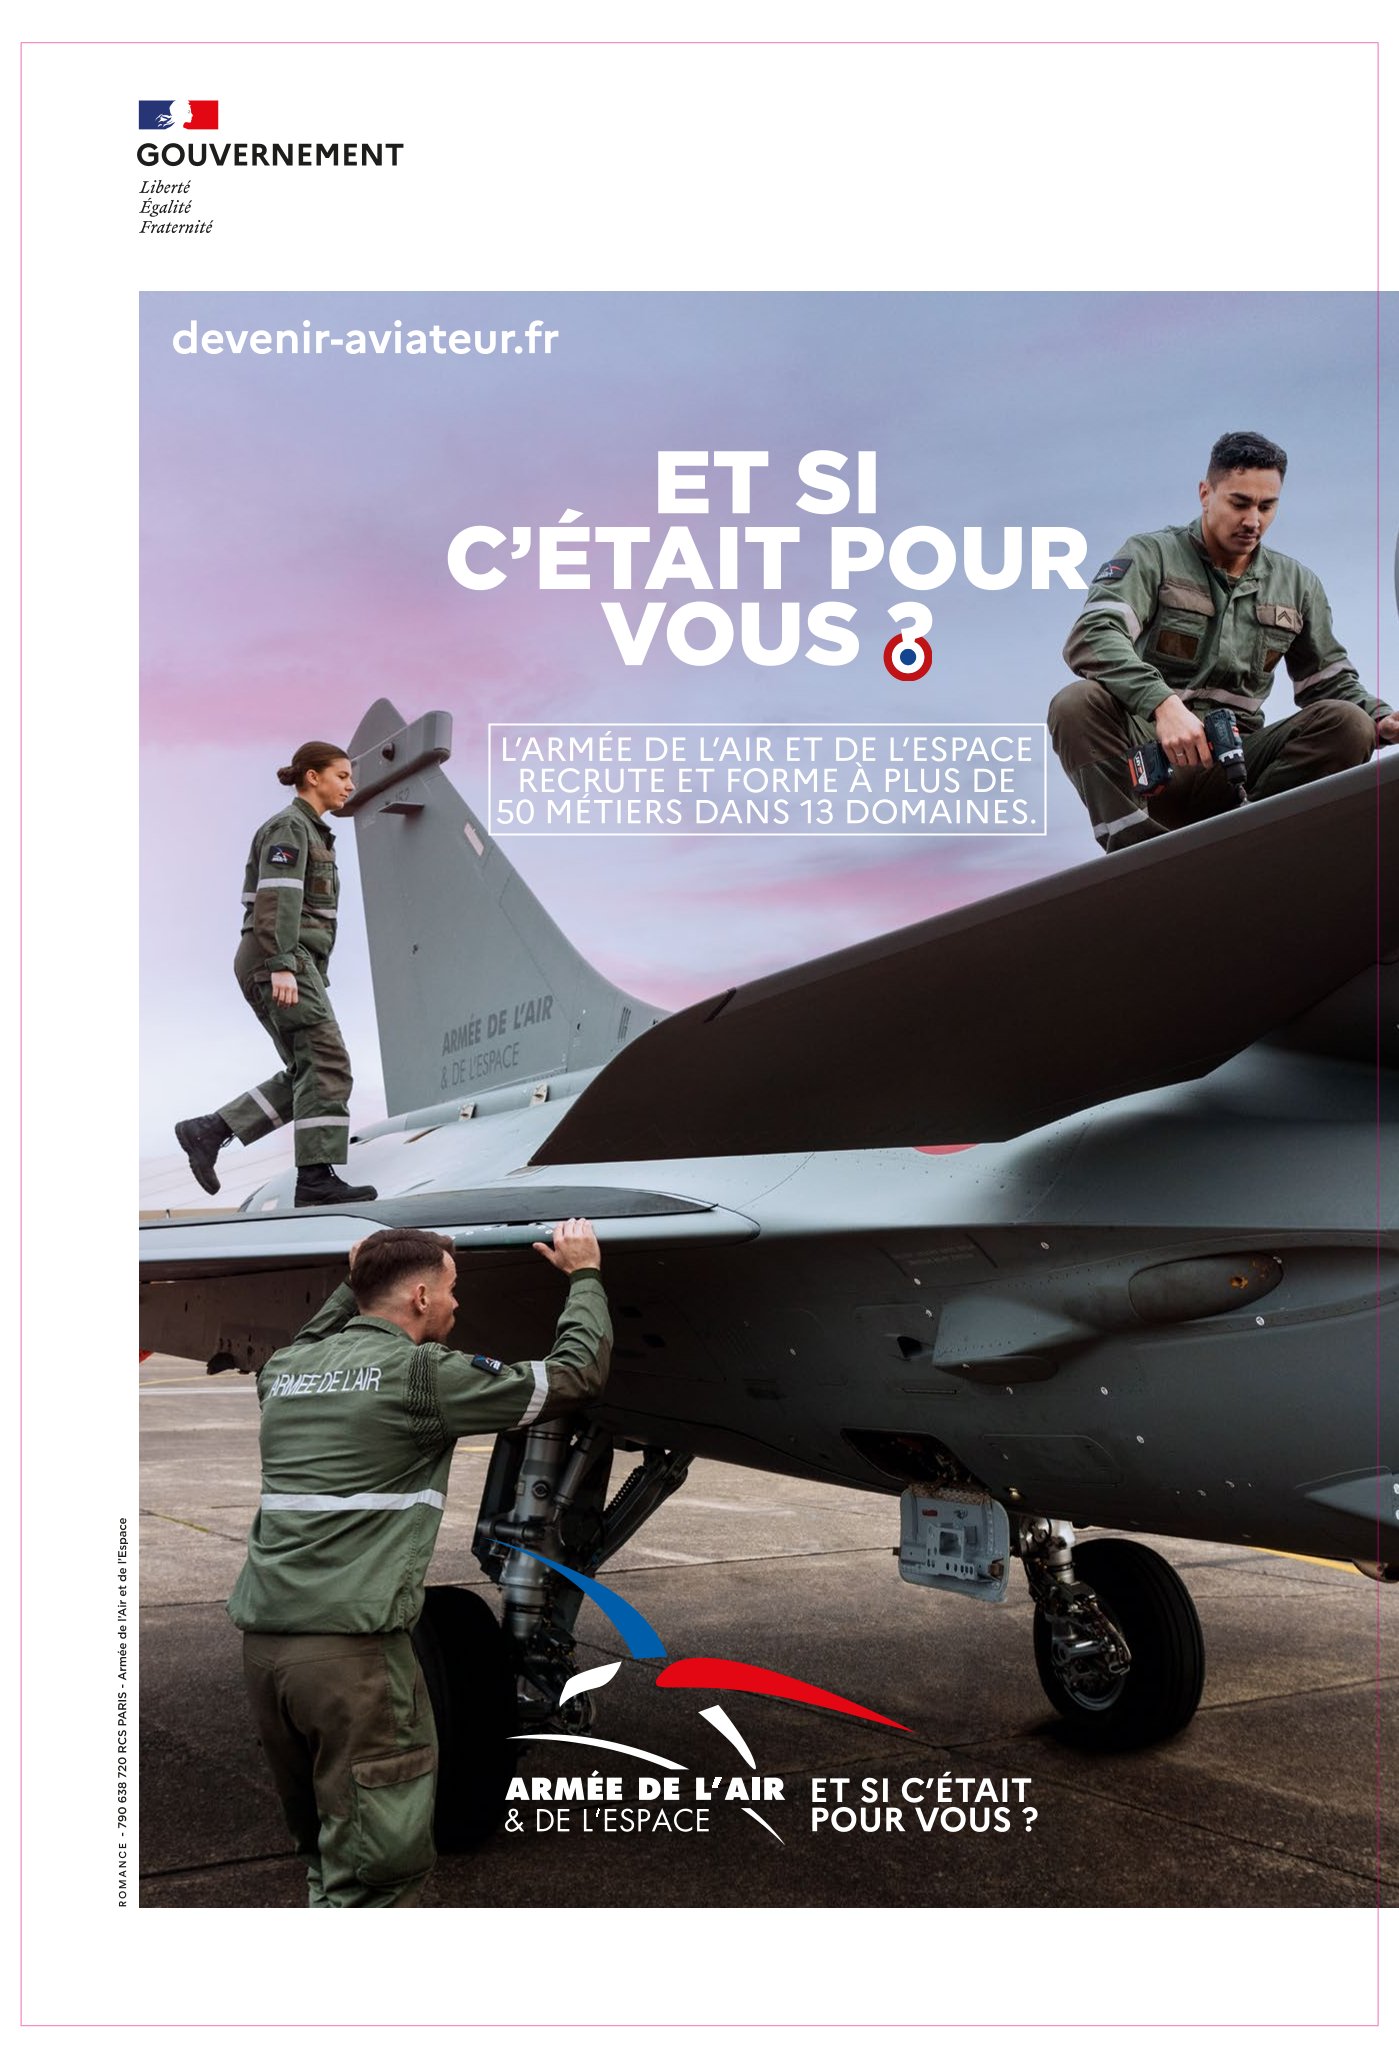 GOUVERNEMENT
Liberté
Égalité
Fraternité
devenir-aviateur.fr
ET SI
C'ÉTAIT POUR
VOUS ?
L'ARMÉE DE L'AIR ET DE L'ESPACE
RECRUTE ET FORME À PLUS DE
50 MÉTIERS DANS 13 DOMAINES.
ARMÉE DE L'AIR
& DE L'ESPACE
ARMEE DE L'AIR
ARMÉE DE L'AIR
& DE L'ESPACE
ET SI C'ÉTAIT
POUR VOUS ?
ROMANCE - 790 638 720 RCS PARIS - Armée de l'Air et de l'Espace